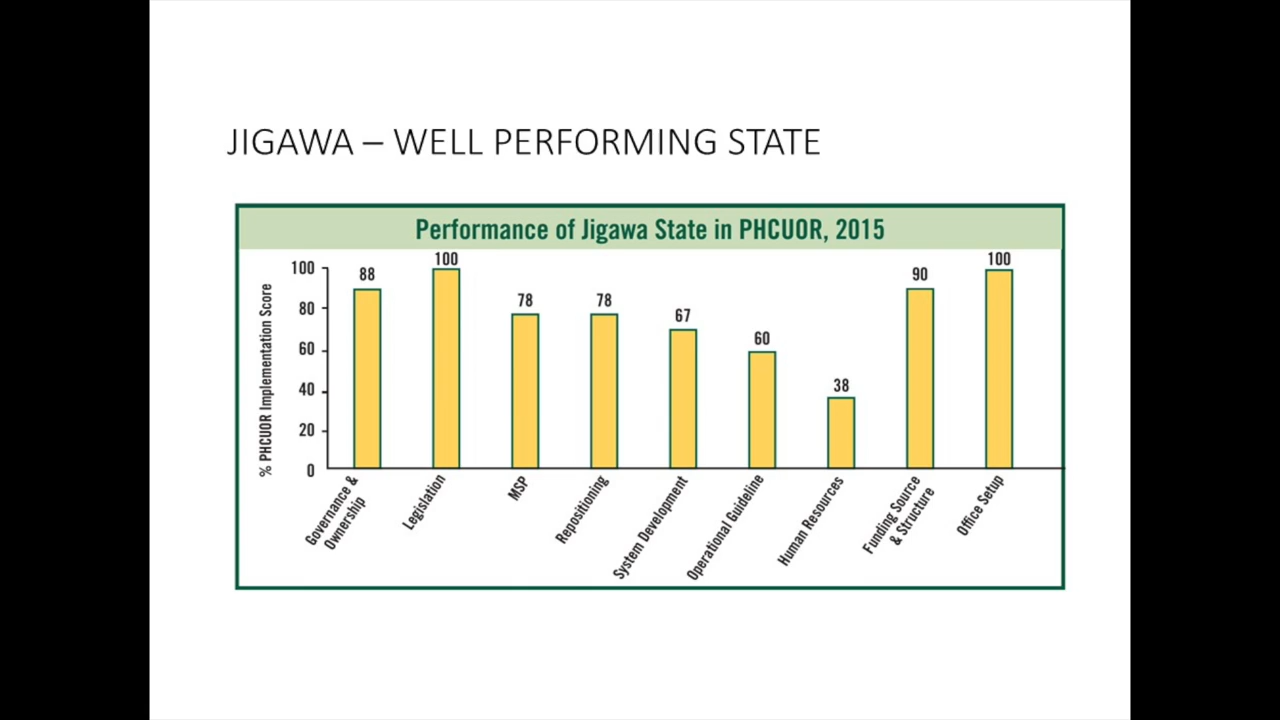 JIGAWA – WELL PERFORMING STATE
Performance of Jigawa State in PHCUOR, 2015
% PHCUOR Implementation Score
100
80
60
40
20
0
88
100
78
78
67
60
38
90
100
Governance &
Ownership
Legislation
MSP
Repositioning
System Development
Operational Guideline
Human Resources
Funding Source
& Structure
Office Setup